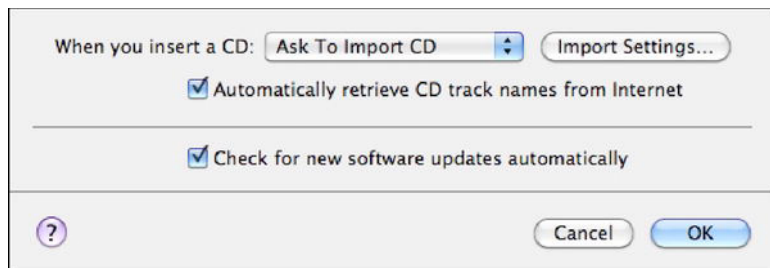 When you insert a CD: Ask To Import CD Import Settings...
Automatically retrieve CD track names from Internet
Check for new software updates automatically
? Cancel OK